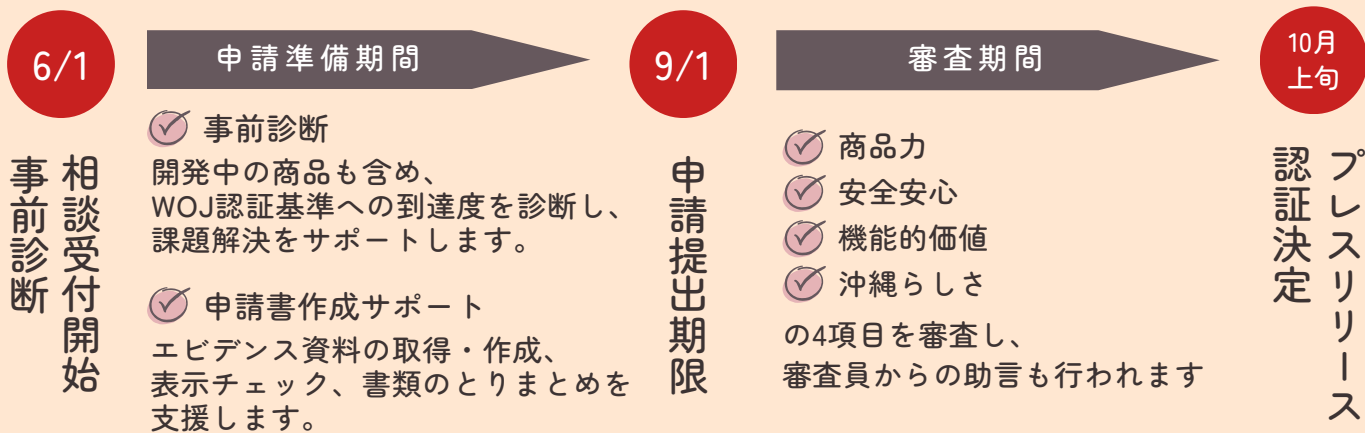 6/1
相談受付開始
事前診断
申請準備期間
事前診断
開発中の商品も含め、
WOJ認証基準への到達度を診断し、
課題解決をサポートします。
申請書作成サポート
エビデンス資料の取得・作成、
表示チェック、書類のとりまとめを
支援します。
9/1
申請提出期限
審査期間
商品力
安全安心
機能的価値
沖縄らしさ
の4項目を審査し、
審査員からの助言も行われます
10月
上旬
プレスリリース
認証決定